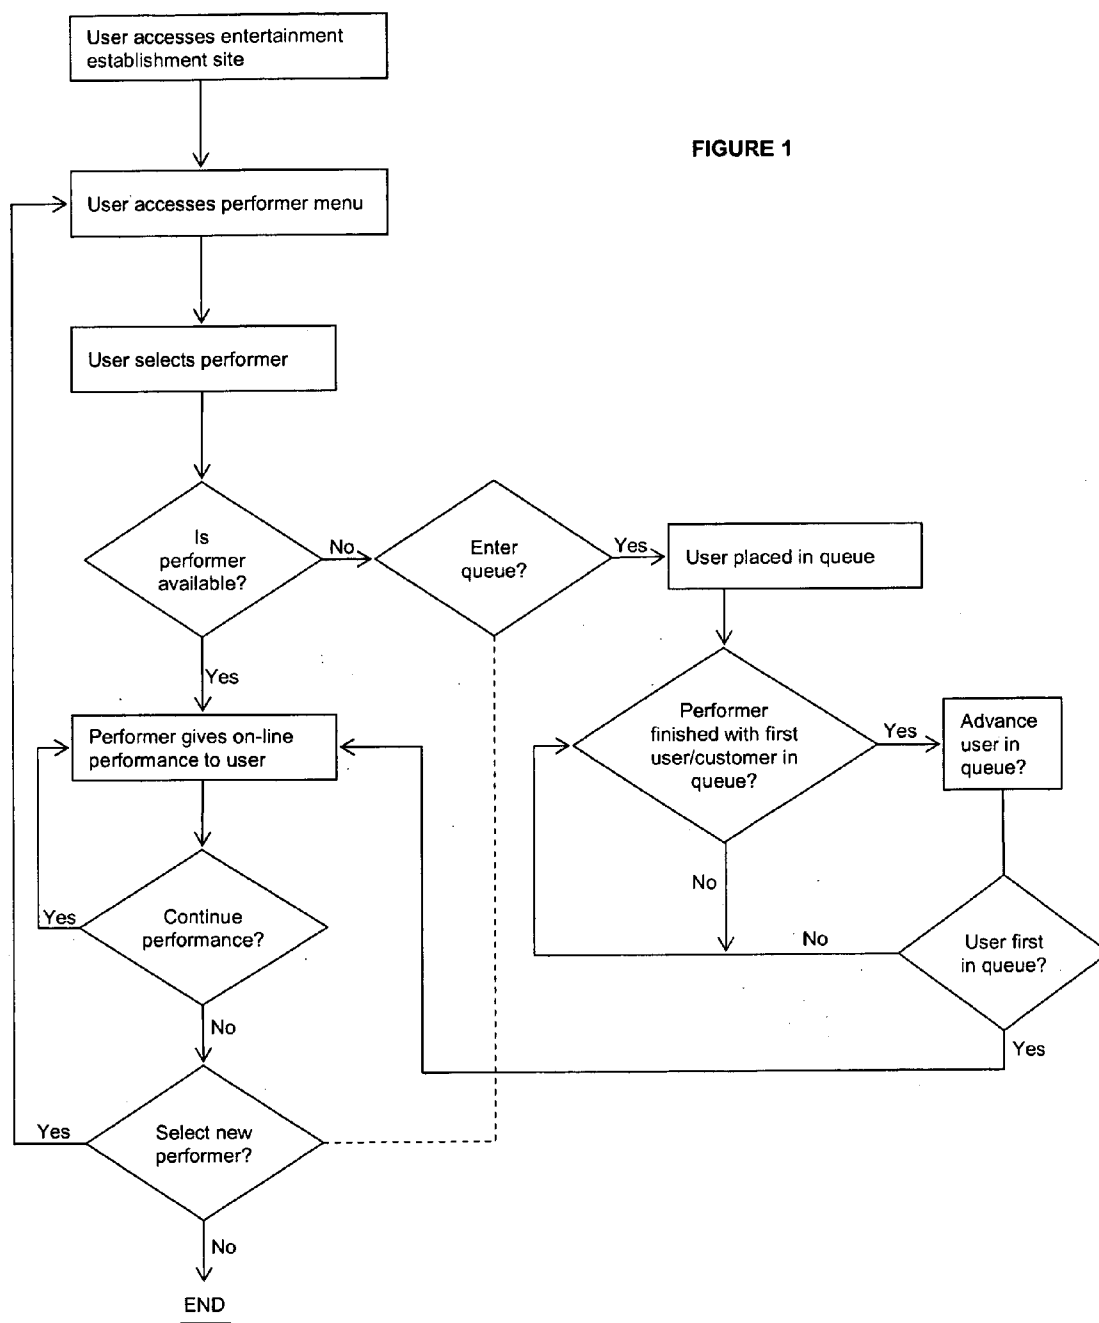 User accesses entertainment
establishment site
FIGURE 1
User accesses performer menu
User selects performer
Is
performer
available?
No
Enter
queue?
Yes
User placed in queue
Yes
Performer gives on-line
performance to user
Performer
finished with first
user/customer in
queue?
Yes
Advance
user in
queue?
No
Yes
Continue
performance?
No
User first
in queue?
No
Yes
Yes
Select new
performer?
No
END